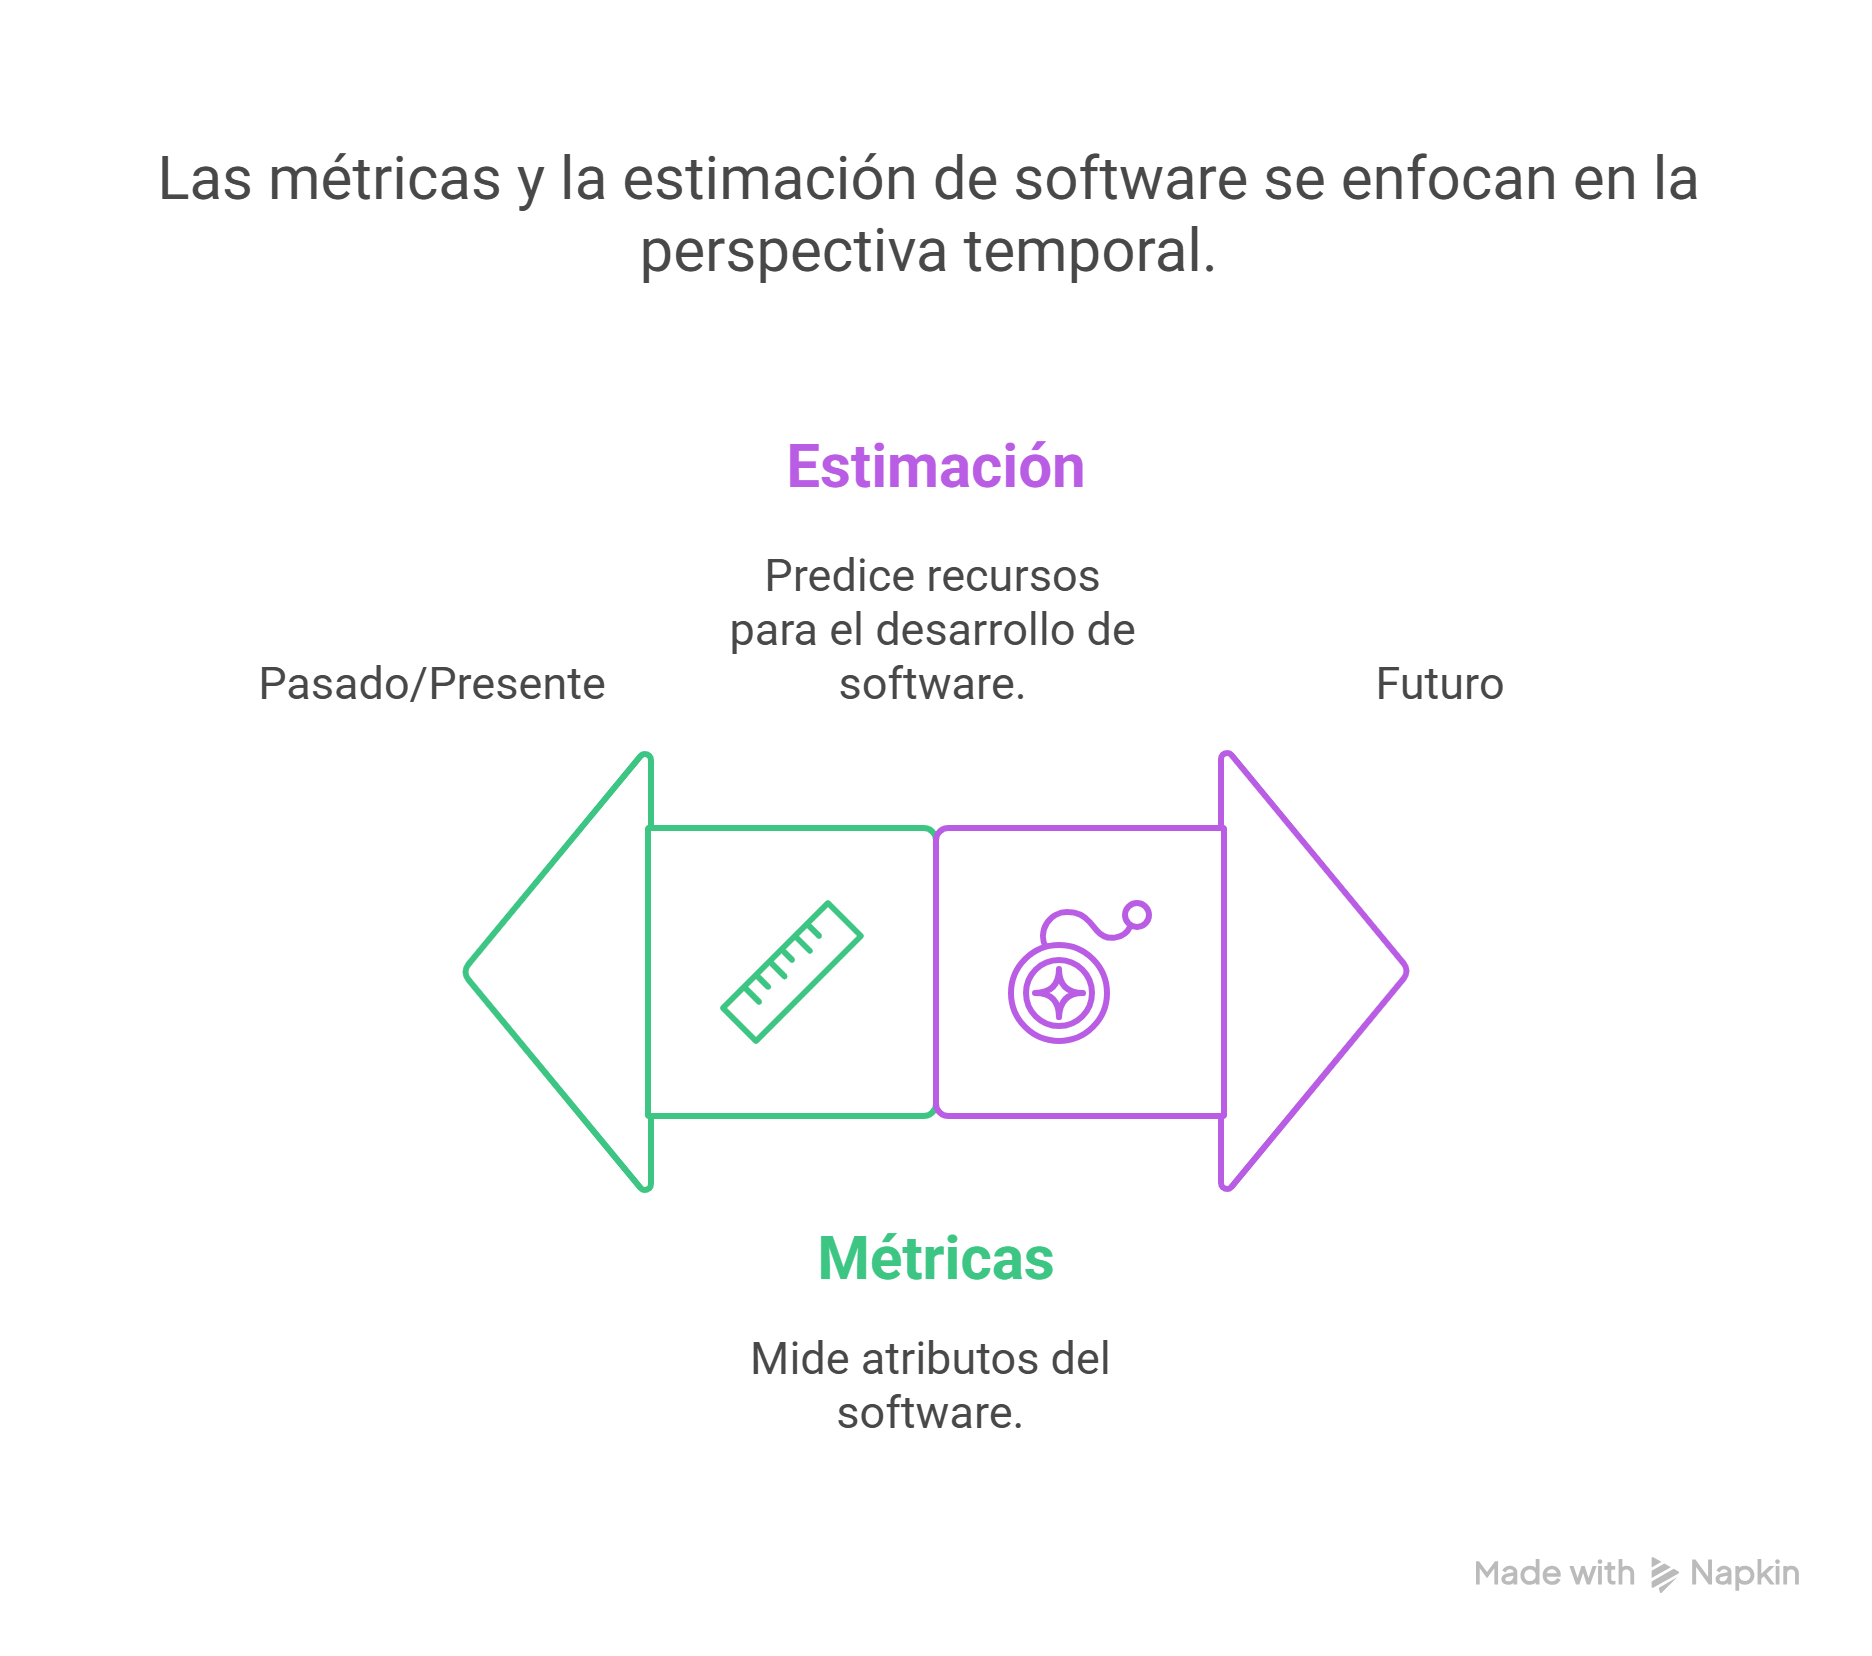 Las métricas y la estimación de software se enfocan en la
perspectiva temporal.
Estimación
Predice recursos
para el desarrollo de
software.
Pasado/Presente
Futuro
Métricas
Mide atributos del
software.
Made with Napkin